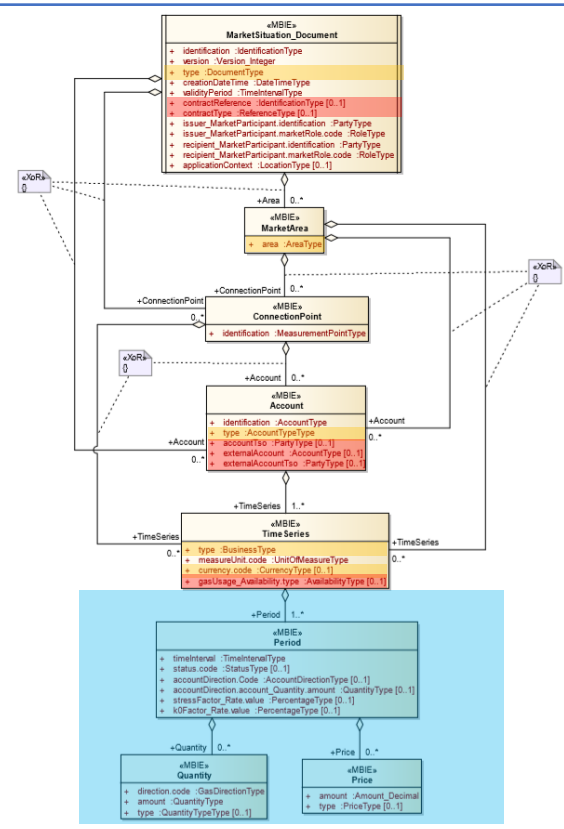 «MBIE»
MarketSituation_Document
+ identification :IdentificationType
+ version :Version_Integer
+ type :DocumentType
+ creationDateTime :DateTimeType
+ validityPeriod :TimeIntervalType
+ contractReference :IdentificationType [0..1]
+ contractType :ReferenceType [0..1]
+ issuer_MarketParticipant.identification :PartyType
+ issuer_MarketParticipant.marketRole.code :RoleType
+ recipient_MarketParticipant.identification :PartyType
+ recipient_MarketParticipant.marketRole.code :RoleType
+ applicationContext :LocationType [0..1]
«XoR»
{}
+Area 0..*
«MBIE»
MarketArea
+ area :AreaType
«XoR»
{}
+ConnectionPoint 0..*
+ConnectionPoint
0..*
«MBIE»
ConnectionPoint
+ identification :MeasurementPointType
«XoR»
{}
+Account 0..*
«MBIE»
Account
+ identification :AccountType
+ type :AccountTypeType
+ accountTso :PartyType [0..1]
+ externalAccount :AccountType [0..1]
+ externalAccountTso :PartyType [0..1]
+Account
0..*
+Account
0..*
+TimeSeries 1..*
«MBIE»
TimeSeries
+ type :BusinessType
+ measureUnit.code :UnitOfMeasureType
+ currency.code :CurrencyType [0..1]
+ gasUsage_Availability.type :AvailabilityType [0..1]
+TimeSeries
0..*
+TimeSeries
0..*
+Period 1..*
«MBIE»
Period
+ timeInterval :TimeIntervalType
+ status.code :StatusType [0..1]
+ accountDirection.Code :AccountDirectionType [0..1]
+ accountDirection.account_Quantity.amount :QuantityType [0..1]
+ stressFactor_Rate.value :PercentageType [0..1]
+ k0Factor_Rate.value :PercentageType [0..1]
+Quantity 0..*
+Price 0..*
«MBIE»
Quantity
+ direction.code :GasDirectionType
+ amount :QuantityType
+ type :QuantityTypeType [0..1]
«MBIE»
Price
+ amount :Amount_Decimal
+ type :PriceType [0..1]